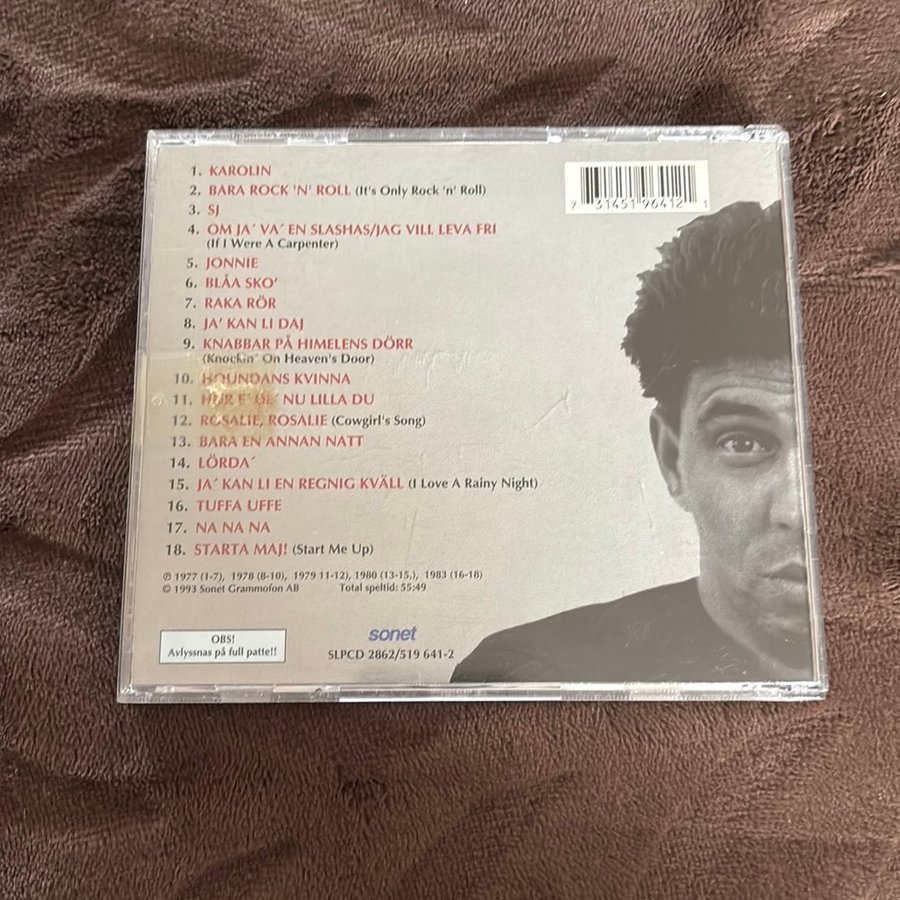 1. KAROLIN
2. BARA ROCK 'N' ROLL (It's Only Rock 'n' Roll)
3. SJ
4. OM JA´ VA´ EN SLASHAS/JAG VILL LEVA FRI
(If I Were A Carpenter)
5. JONNIE
6. BLÅA SKO'
7. RAKA RÖR
8. JA' KAN LI DAJ
9. KNABBAR PÅ HIMELENS DÖRR
(Knockin´ On Heaven's Door)
10. HOUNDANS KVINNA
11. HUR E´ DE´ NU LILLA DU
12. ROSALIE, ROSALIE (Cowgirl's Song)
13. BARA EN ANNAN NATT
14. LÖRDA´
15. JA´ KAN LI EN REGNIG KVÄLL (I Love A Rainy Night)
16. TUFFA UFFE
17. NA NA NA
18. STARTA MAJ! (Start Me Up)
℗ 1977 (1-7), 1978 (8-10), 1979 11-12), 1980 (13-15,), 1983 (16-18)
© 1993 Sonet Grammofon AB Total speltid: 55:49
OBS!
Avlyssnas på full patte!!
sonet
SLPCD 2862/519 641-2
7 31451 96412 1